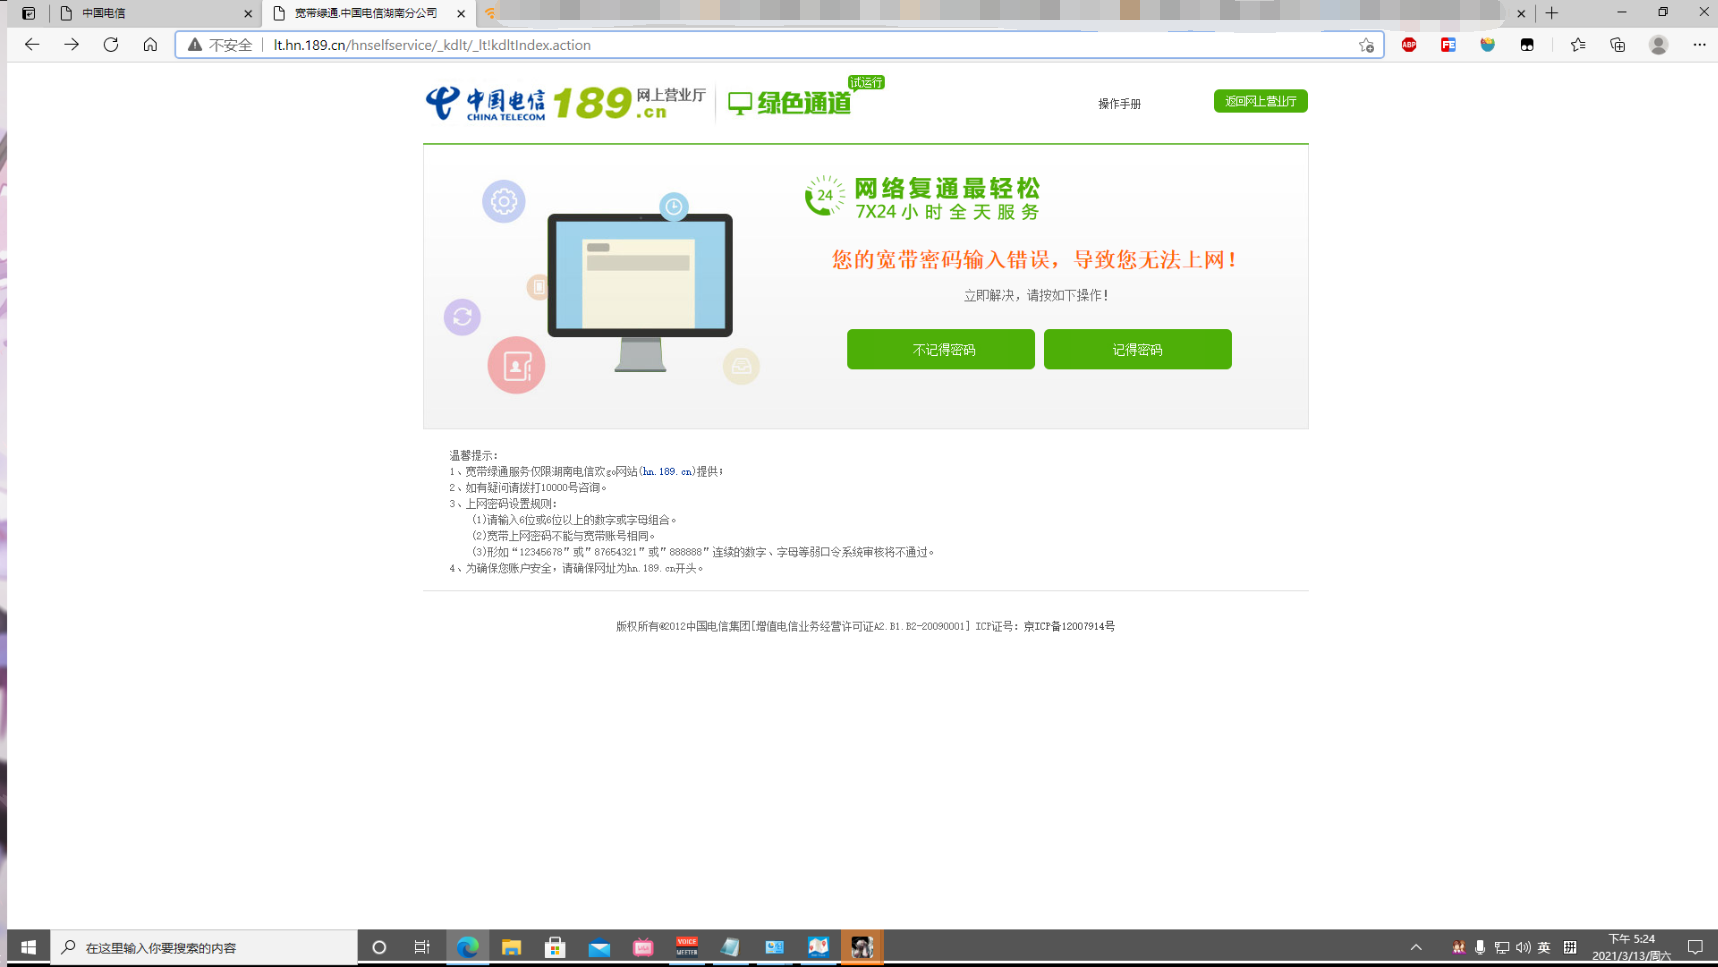 中国电信
宽带绿通.中国电信湖南分公司
不安全
lt.hn.189.cn/hnselfservice/_kdlt/_lt!kdltIndex.action
中国电信
CHINA TELECOM
189
.cn
网上营业厅
绿色通道
试运行
操作手册
返回网上营业厅
24
网络复通最轻松
7X24小时全天服务
您的宽带密码输入错误，导致您无法上网！
立即解决，请按如下操作！
不记得密码
记得密码
温馨提示：
1、宽带绿通服务仅限湖南电信欢go网站(hn.189.cn)提供；
2、如有疑问请拨打10000号咨询。
3、上网密码设置规则：
(1)请输入6位或6位以上的数字或字母组合。
(2)宽带上网密码不能与宽带账号相同。
(3)形如“12345678”或”87654321”或”888888”连续的数字、字母等弱口令系统审核将不通过。
4、为确保您账户安全，请确保网址为hn.189.cn开头。
版权所有@2012中国电信集团[增值电信业务经营许可证A2.B1.B2-20090001] ICP证号：京ICP备12007914号
在这里输入你要搜索的内容
VOICE
MEETER
英
拼
下午 5:24
2021/3/13/周六
ABP
FE